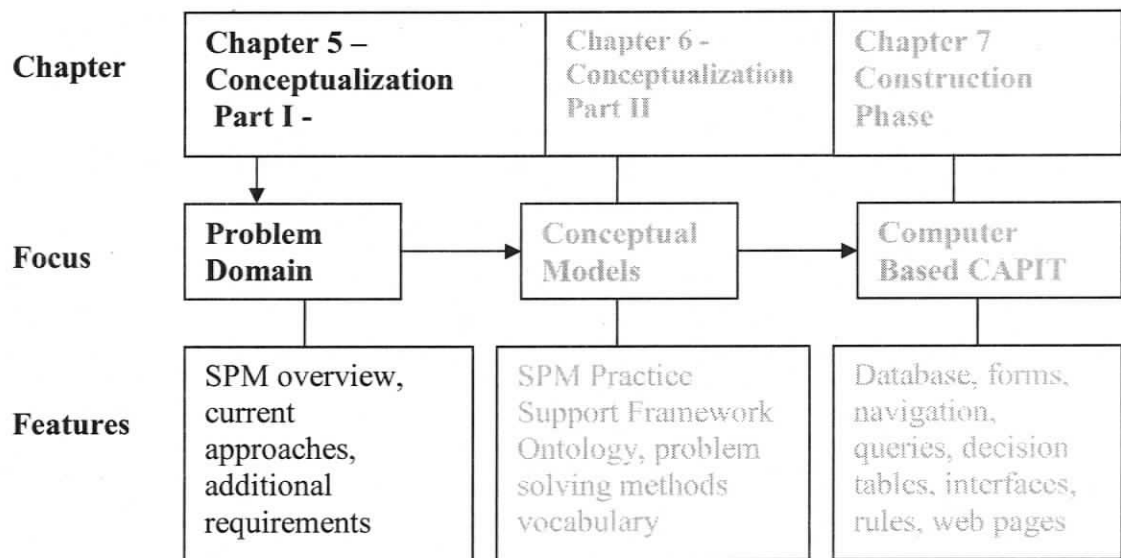 Chapter
Chapter 5 –
Conceptualization
Part I -
Chapter 6 -
Conceptualization
Part II
Chapter 7
Construction
Phase
Focus
Problem
Domain
Conceptual
Models
Computer
Based CAPIT
Features
SPM overview,
current
approaches,
additional
requirements
SPM Practice
Support Framework
Ontology, problem
solving methods
vocabulary
Database, forms,
navigation,
queries, decision
tables, interfaces,
rules, web pages